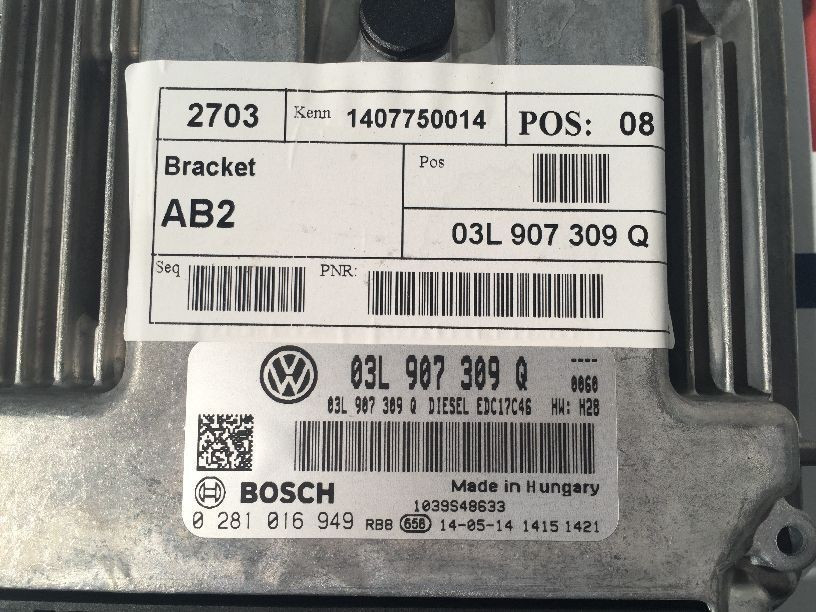 2703 Kenn 1407750014 POS: 08
Bracket Pos
AB2
03L 907 309 Q
Seq PNR:
03L 907 309 Q ----
0060
03L 907 309 Q DIESEL EDC17C46 HW: H28
Made in Hungary
BOSCH
1039S48633
0 281 016 949 RB8 658 14-05-14 1415 1421